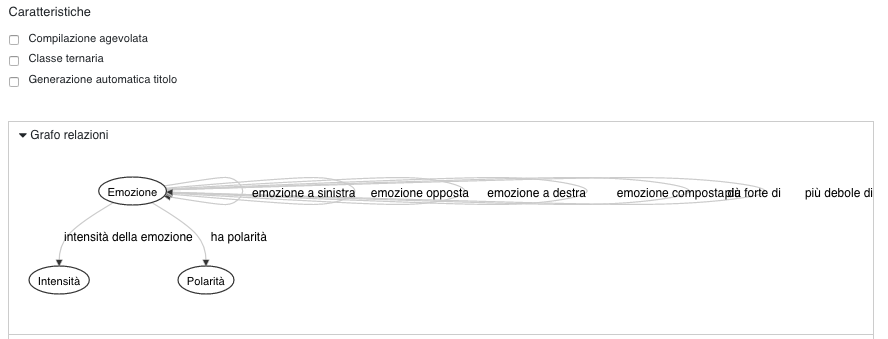 Caratteristiche
Compilazione agevolata
Classe ternaria
Generazione automatica titolo
Grafo relazioni
Emozione
emozione a sinistra
emozione opposta
emozione a destra
emozione composta da
più forte di
più debole di
intensità della emozione
ha polarità
Intensità
Polarità